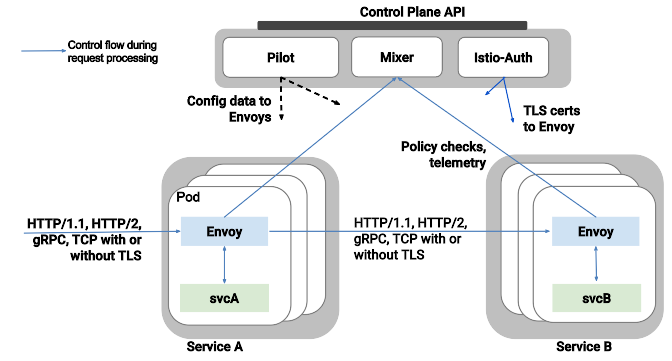 Control Plane API
Control flow during
request processing
Pilot
Mixer
Istio-Auth
Config data to
Envoys
TLS certs
to Envoy
Policy checks,
telemetry
Pod
HTTP/1.1, HTTP/2,
gRPC, TCP with or
without TLS
Envoy
svcA
HTTP/1.1, HTTP/2,
gRPC, TCP with or
without TLS
Envoy
svcB
Service A
Service B